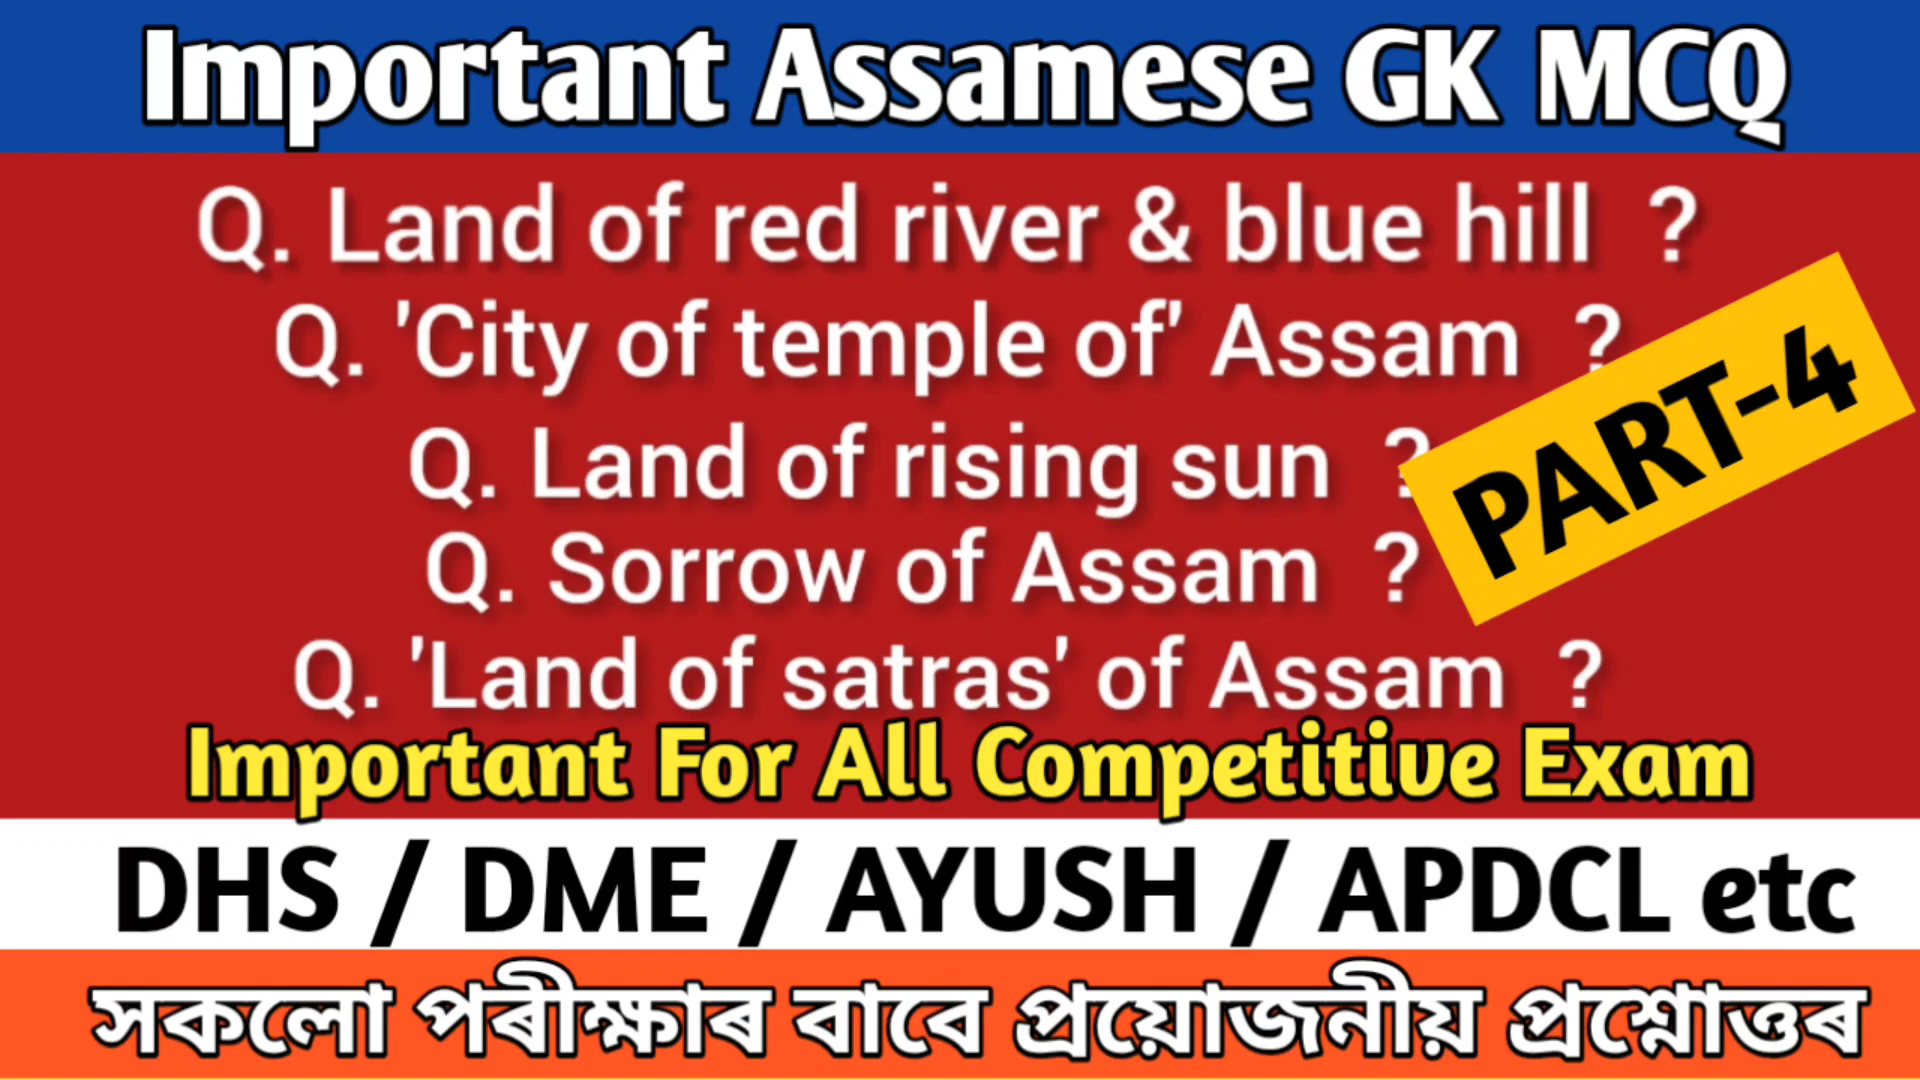 Important Assamese GK MCQ
Q. Land of red river & blue hill ?
Q. 'City of temple of' Assam ?
Q. Land of rising sun ?
PART-4
Q. Sorrow of Assam ?
Q. 'Land of satras' of Assam ?
Important For All Competitive Exam
DHS / DME / AYUSH / APDCL etc
সকলো পৰীক্ষাৰ বাবে প্ৰয়োজনীয় প্ৰশ্নোত্তৰ